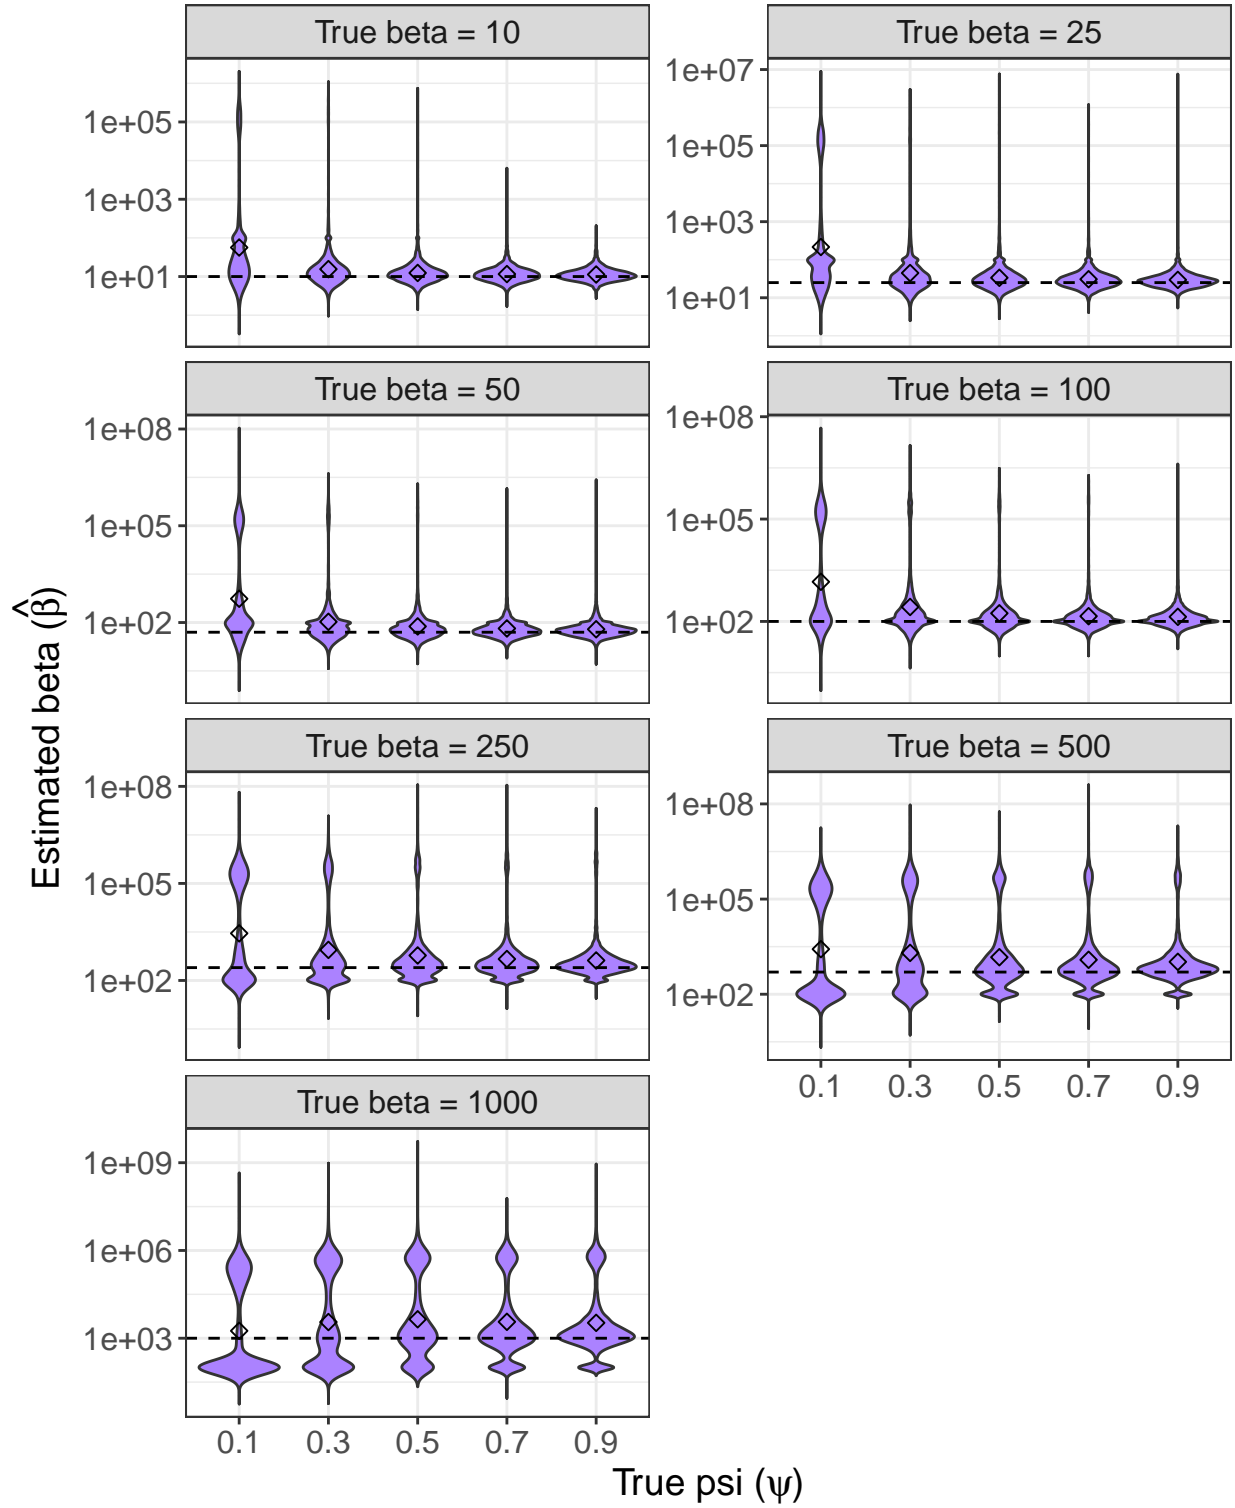 True beta = 10
True beta = 25
1e+05
1e+03
1e+01
1e+07
1e+05
1e+03
1e+01
True beta = 50
True beta = 100
1e+08
1e+05
1e+02
1e+08
1e+05
1e+02
True beta = 250
True beta = 500
1e+08
1e+05
1e+02
1e+08
1e+05
1e+02
0.1 0.3 0.5 0.7 0.9
True beta = 1000
1e+09
1e+06
1e+03
0.1 0.3 0.5 0.7 0.9
Estimated beta (β̂)
True psi (ψ)